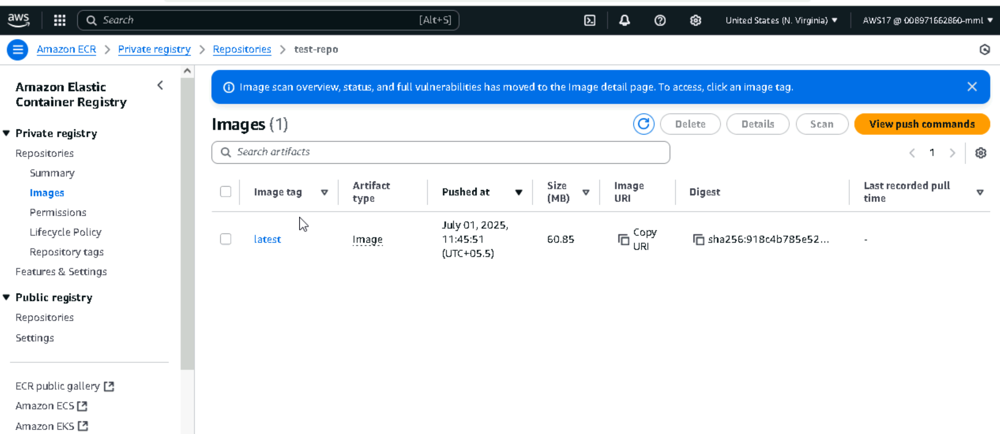 aws
Search [Alt+S]
United States (N. Virginia)
AWS17 @ 008971662860-mml
Amazon ECR > Private registry > Repositories > test-repo
Amazon Elastic
Container Registry
Private registry
Repositories
Summary
Images
Permissions
Lifecycle Policy
Repository tags
Features & Settings
Public registry
Repositories
Settings
ECR public gallery
Amazon ECS
Amazon EKS
Image scan overview, status, and full vulnerabilities has moved to the Image detail page. To access, click an image tag.
Images (1)
Delete
Details
Scan
View push commands
Search artifacts
1
Image tag
Artifact
type
Pushed at
Size
(MB)
Image
URI
Digest
Last recorded pull
time
latest
Image
July 01, 2025,
11:45:51
(UTC+05.5)
60.85
Copy
URI
sha256:918c4b785e52...
-